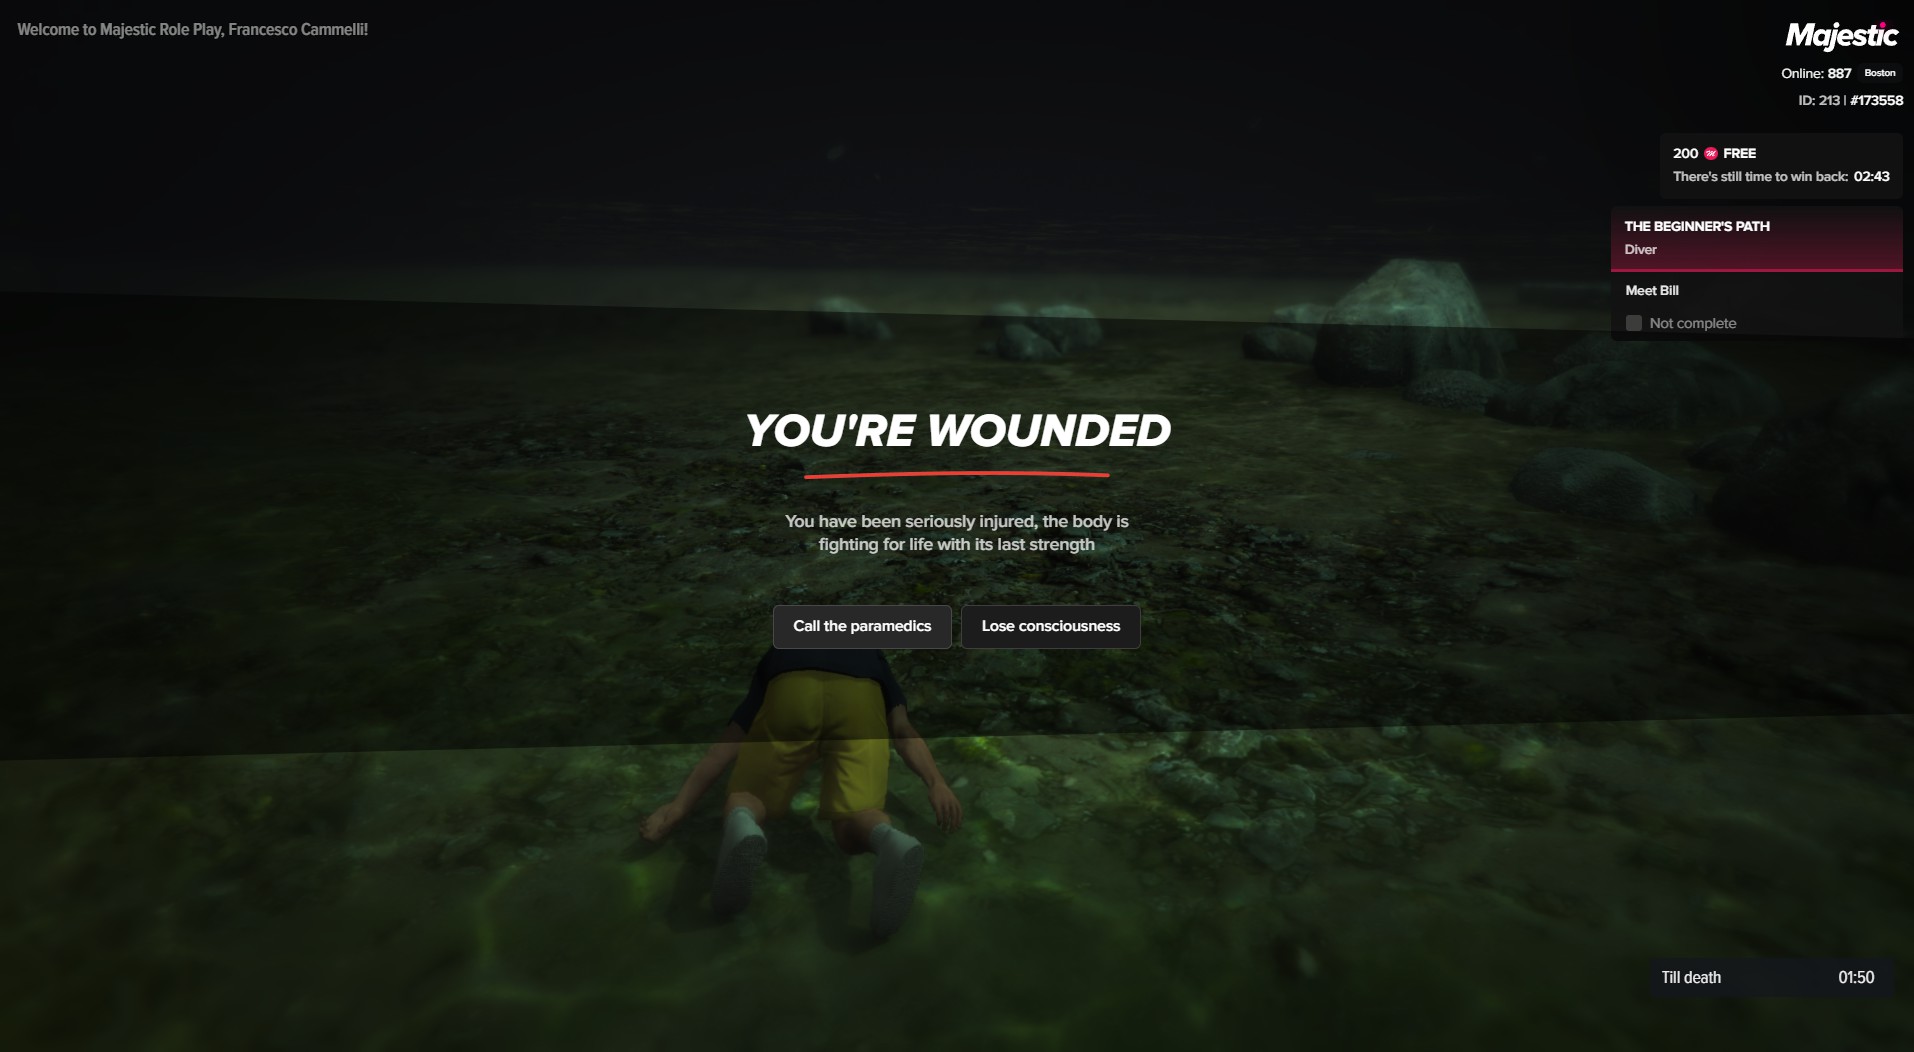 Welcome to Majestic Role Play, Francesco Cammelli!
Majestic
Online: 887 Boston
ID: 213 | #173558
200 FREE
There's still time to win back: 02:43
THE BEGINNER'S PATH
Diver
Meet Bill
Not complete
YOU'RE WOUNDED
You have been seriously injured, the body is
fighting for life with its last strength
Call the paramedics
Lose consciousness
Till death 01:50